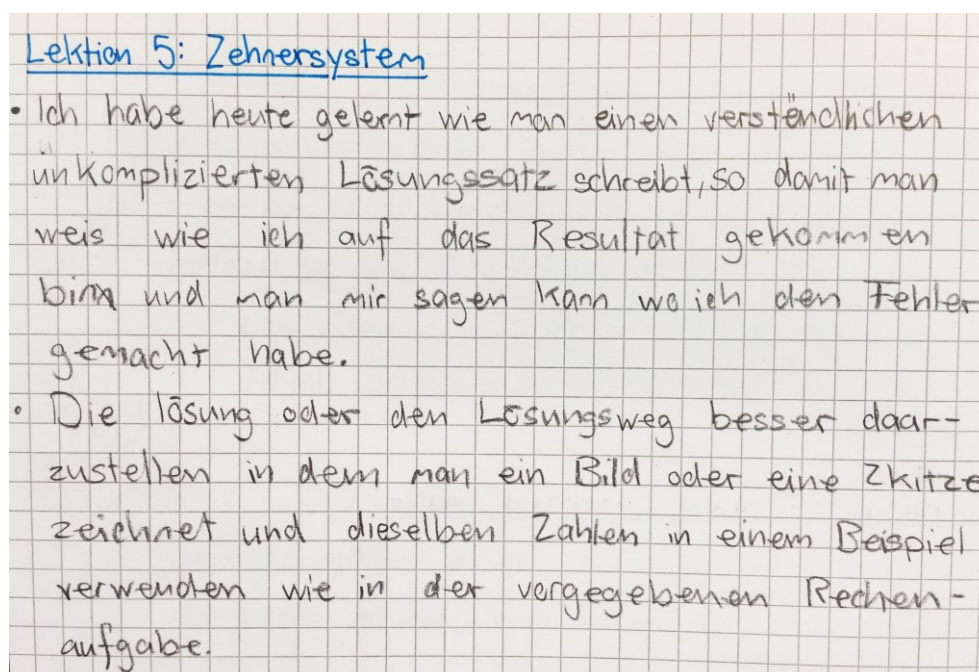 Lektion 5: Zehnersystem
• Ich habe heute gelernt wie man einen verständlichen
unkomplizierten Lösungssatz schreibt, so damit man
weis wie ich auf das Resultat gekommen
bin und man mir sagen kann wo ich den Fehler
gemacht habe.
• Die lösung oder den Lösungsweg besser daar-
zustellen in dem man ein Bild oder eine Zkitze
zeichnet und dieselben Zahlen in einem Beispiel
verwenden wie in der vorgegebenen Rechen-
aufgabe.